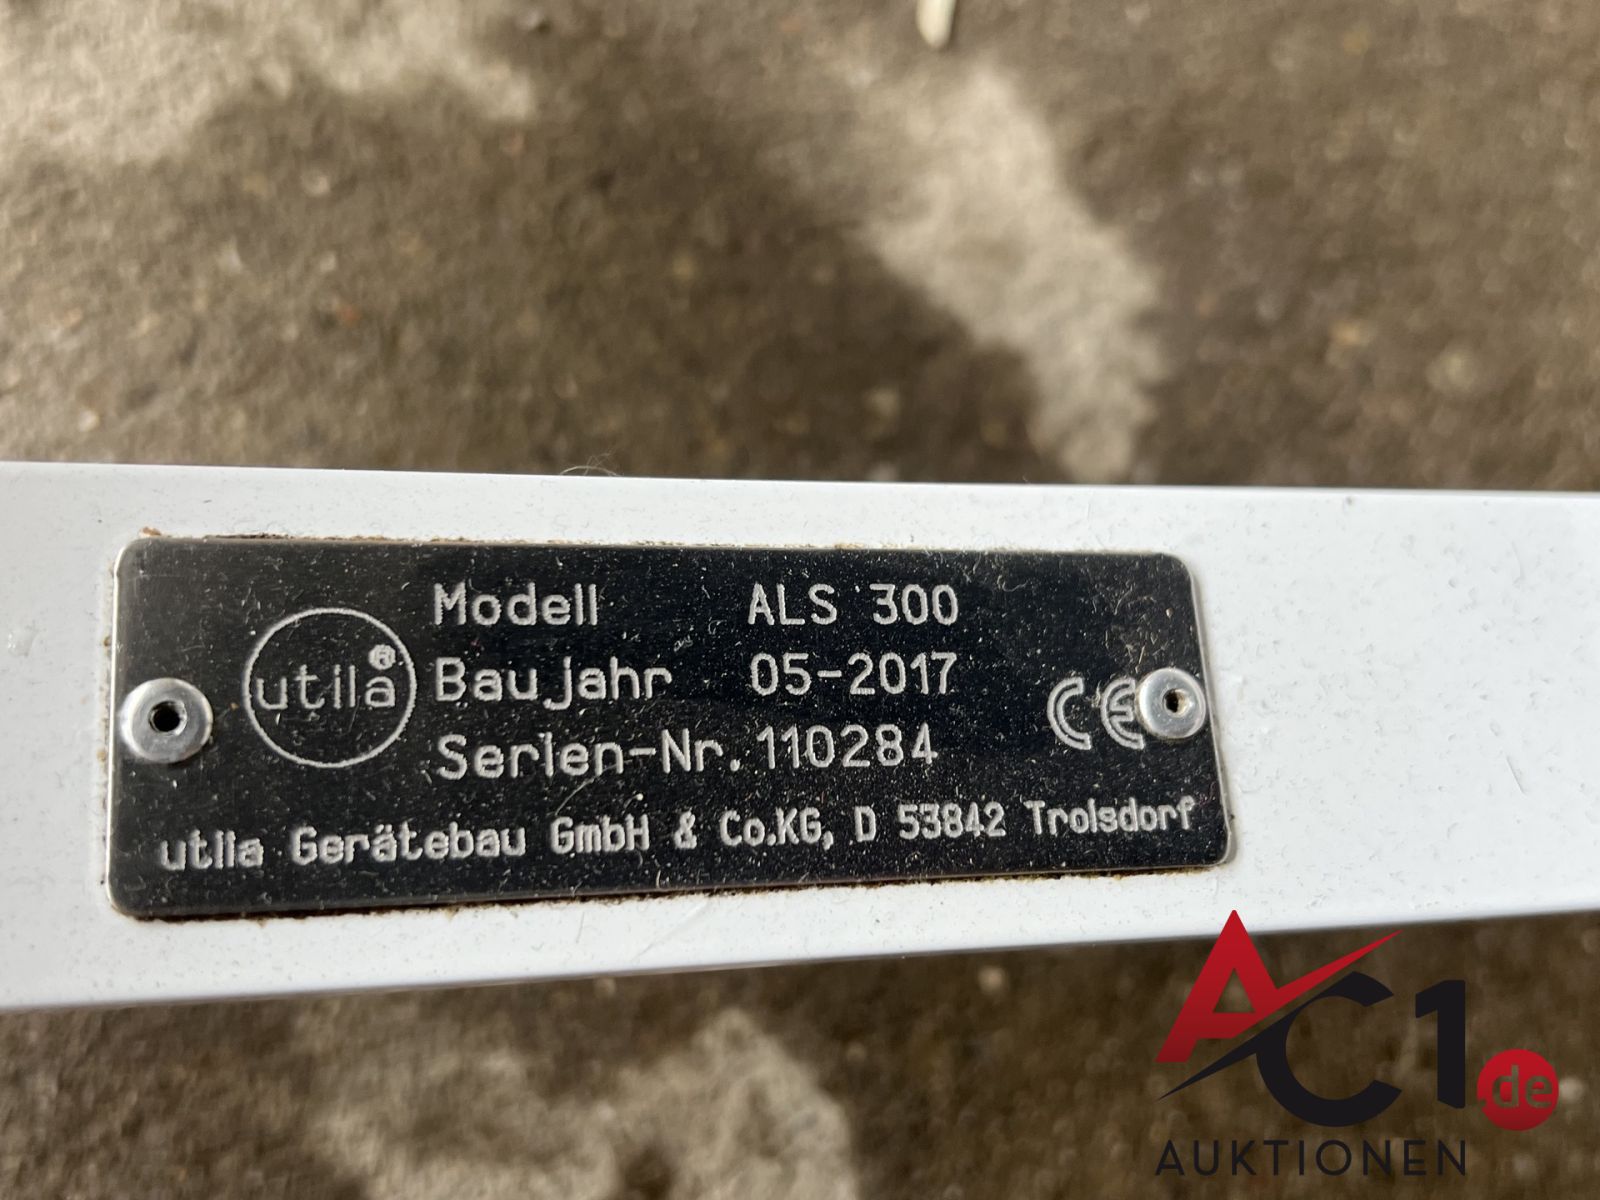 utila®
Modell ALS 300
Baujahr 05-2017
Serien-Nr. 110284
CE
utila Gerätebau GmbH & Co.KG, D 53842 Troisdorf
AC1.de
AUKTIONEN